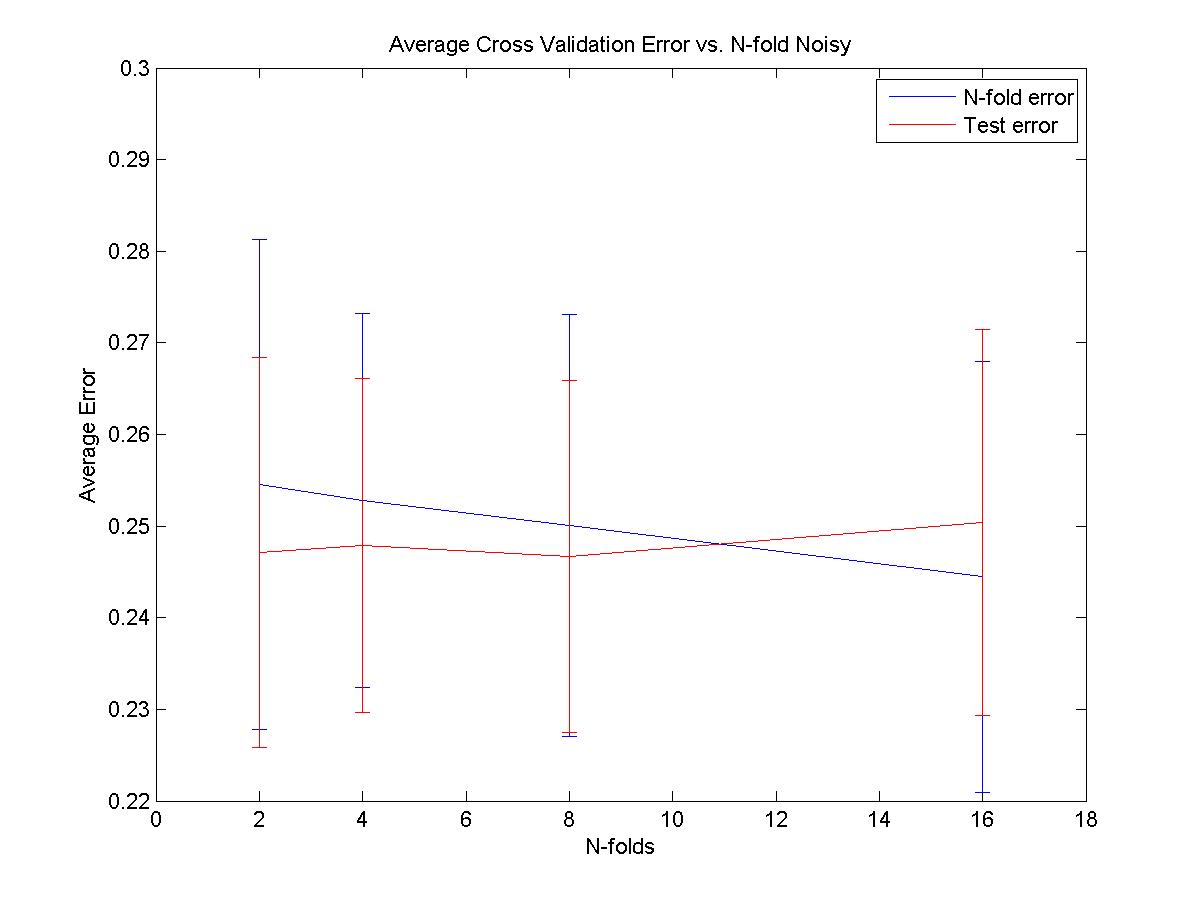 Average Cross Validation Error vs. N-fold Noisy
0.3
0.29
0.28
0.27
0.26
0.25
0.24
0.23
0.22
Average Error
N-fold error
Test error
0 2 4 6 8 10 12 14 16 18
N-folds